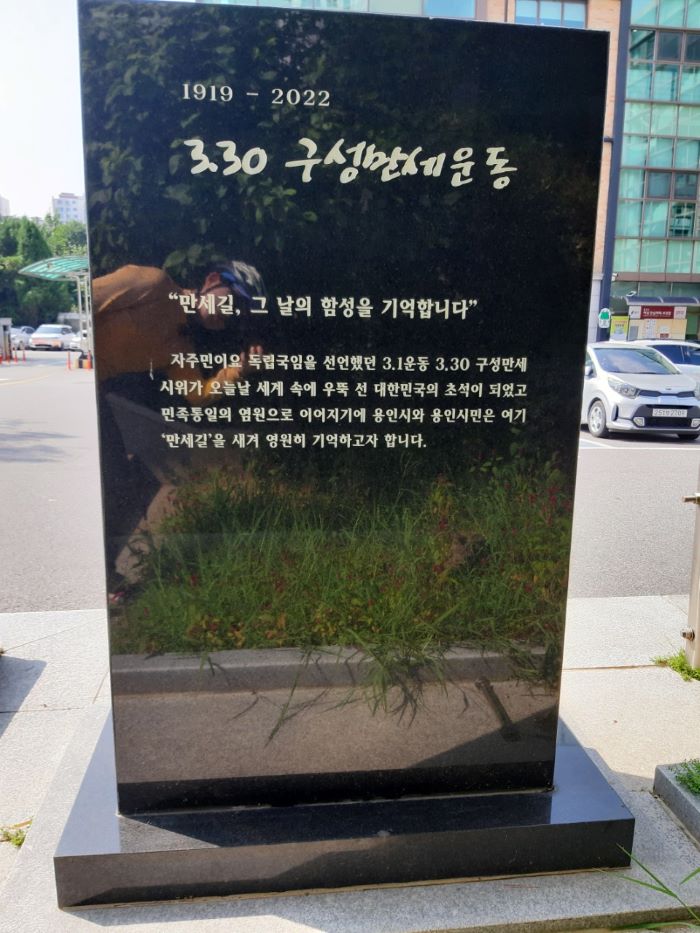 1919 - 2022
3.30 구성만세운동
“만세길, 그 날의 함성을 기억합니다”
자주민이요 독립국임을 선언했던 3.1운동 3.30 구성만세
시위가 오늘날 세계 속에 우뚝 선 대한민국의 초석이 되었고
민족통일의 염원으로 이어지기에 용인시와 용인시민은 여기
‘만세길’을 새겨 영원히 기억하고자 합니다.